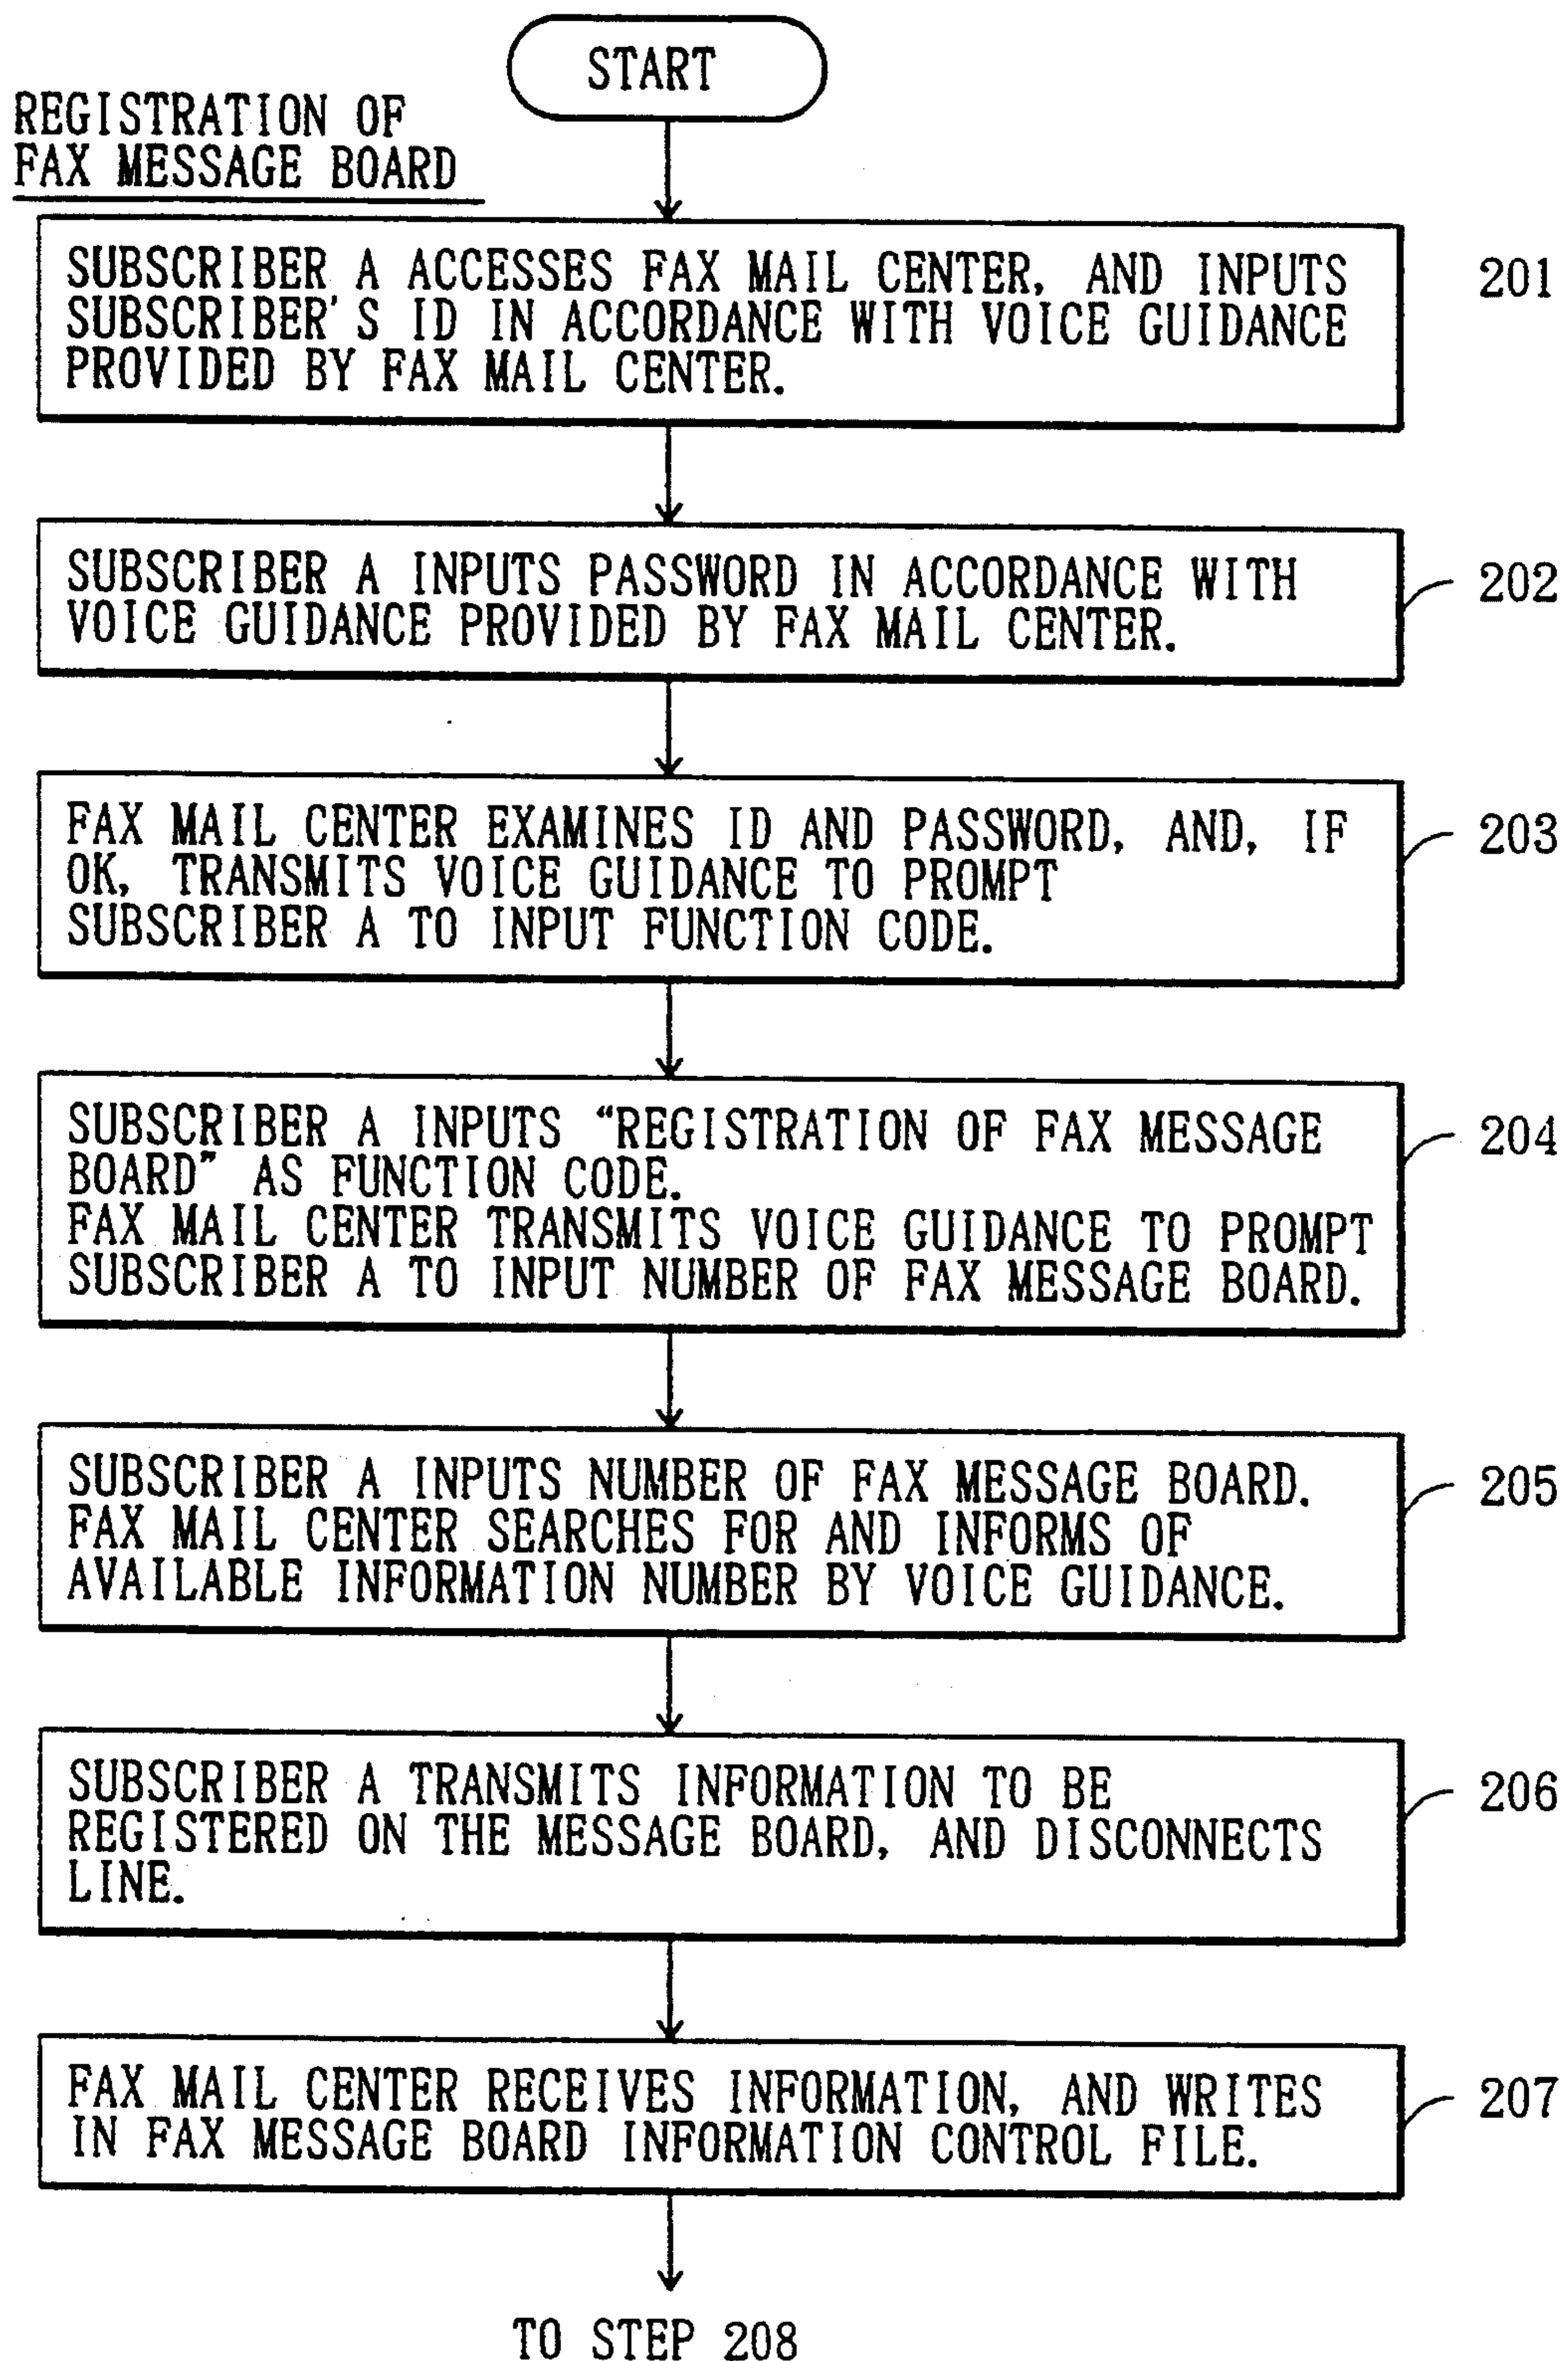 START
REGISTRATION OF
FAX MESSAGE BOARD
SUBSCRIBER A ACCESSES FAX MAIL CENTER, AND INPUTS
SUBSCRIBER'S ID IN ACCORDANCE WITH VOICE GUIDANCE
PROVIDED BY FAX MAIL CENTER.
201
SUBSCRIBER A INPUTS PASSWORD IN ACCORDANCE WITH
VOICE GUIDANCE PROVIDED BY FAX MAIL CENTER.
202
FAX MAIL CENTER EXAMINES ID AND PASSWORD, AND, IF
OK, TRANSMITS VOICE GUIDANCE TO PROMPT
SUBSCRIBER A TO INPUT FUNCTION CODE.
203
SUBSCRIBER A INPUTS “REGISTRATION OF FAX MESSAGE
BOARD” AS FUNCTION CODE.
FAX MAIL CENTER TRANSMITS VOICE GUIDANCE TO PROMPT
SUBSCRIBER A TO INPUT NUMBER OF FAX MESSAGE BOARD.
204
SUBSCRIBER A INPUTS NUMBER OF FAX MESSAGE BOARD.
FAX MAIL CENTER SEARCHES FOR AND INFORMS OF
AVAILABLE INFORMATION NUMBER BY VOICE GUIDANCE.
205
SUBSCRIBER A TRANSMITS INFORMATION TO BE
REGISTERED ON THE MESSAGE BOARD, AND DISCONNECTS
LINE.
206
FAX MAIL CENTER RECEIVES INFORMATION, AND WRITES
IN FAX MESSAGE BOARD INFORMATION CONTROL FILE.
207
TO STEP 208